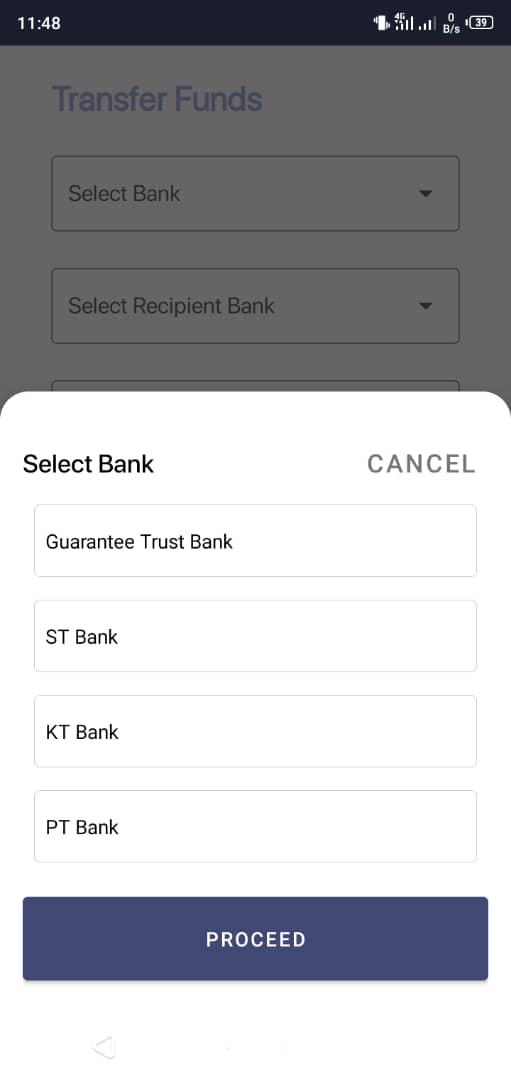 11:48
4G
0
B/s
39
Transfer Funds
Select Bank
Select Recipient Bank
Select Bank
CANCEL
Guarantee Trust Bank
ST Bank
KT Bank
PT Bank
PROCEED